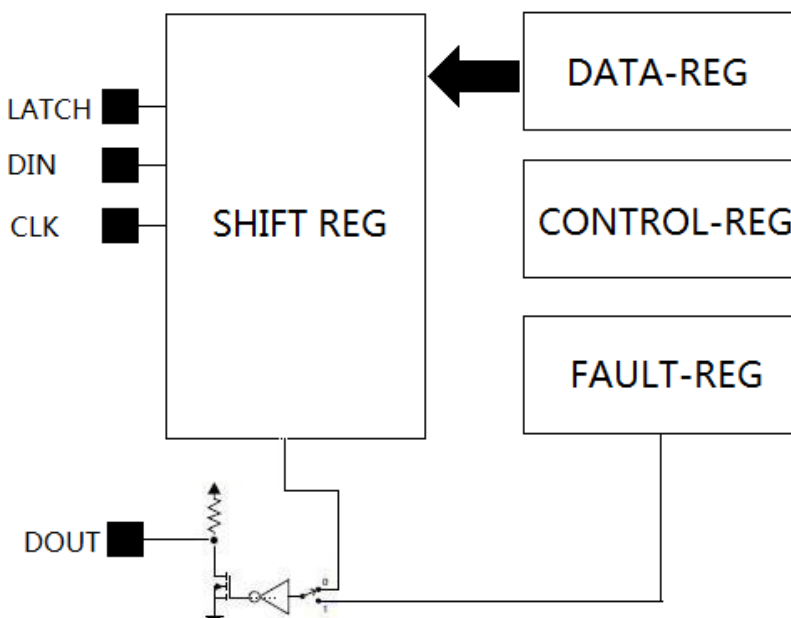 DATA-REG
LATCH
DIN
CLK
SHIFT REG
CONTROL-REG
FAULT-REG
DOUT
0
1